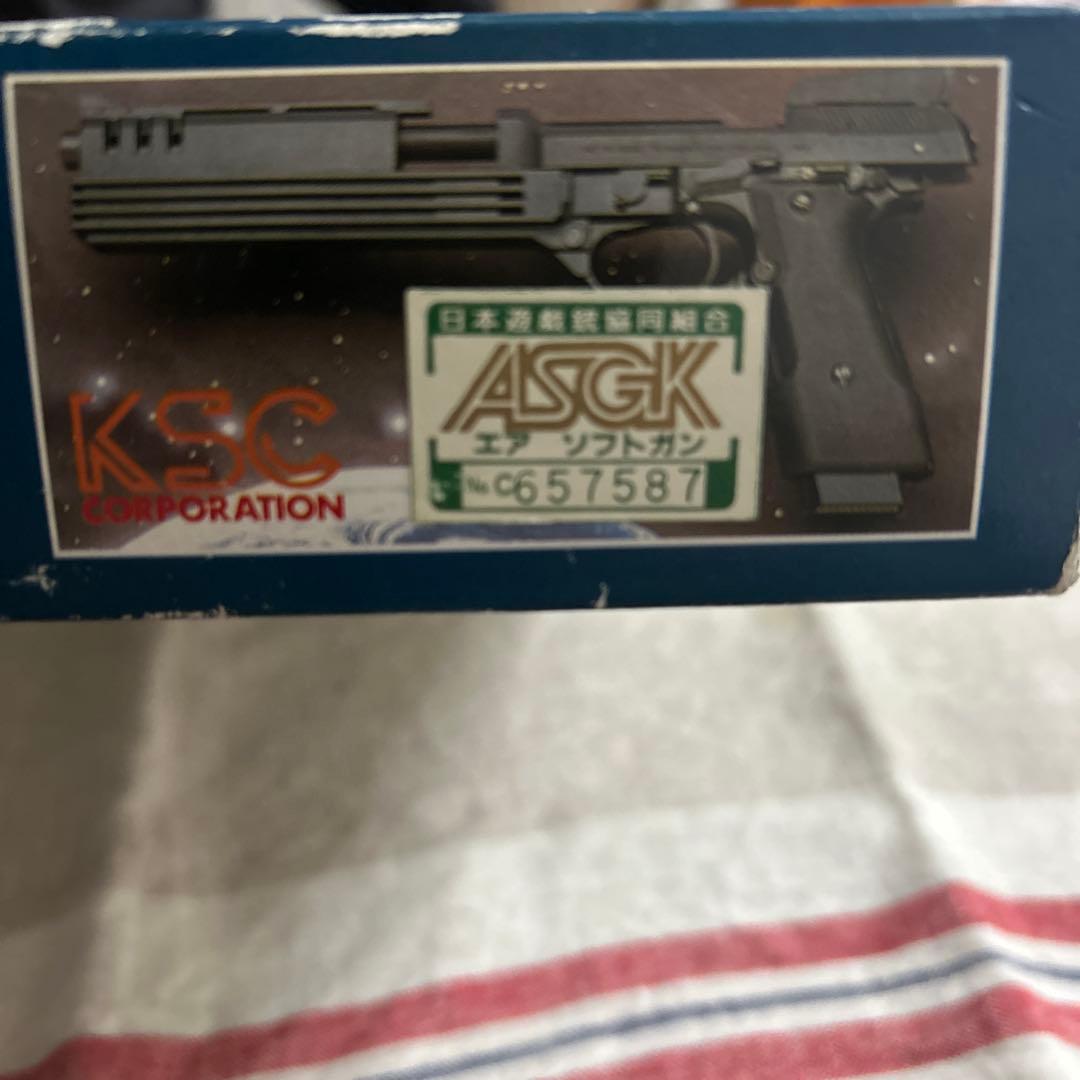 KSC
CORPORATION
日本遊戯銃協同組合
ASGK
エア ソフトガン
No. C657587